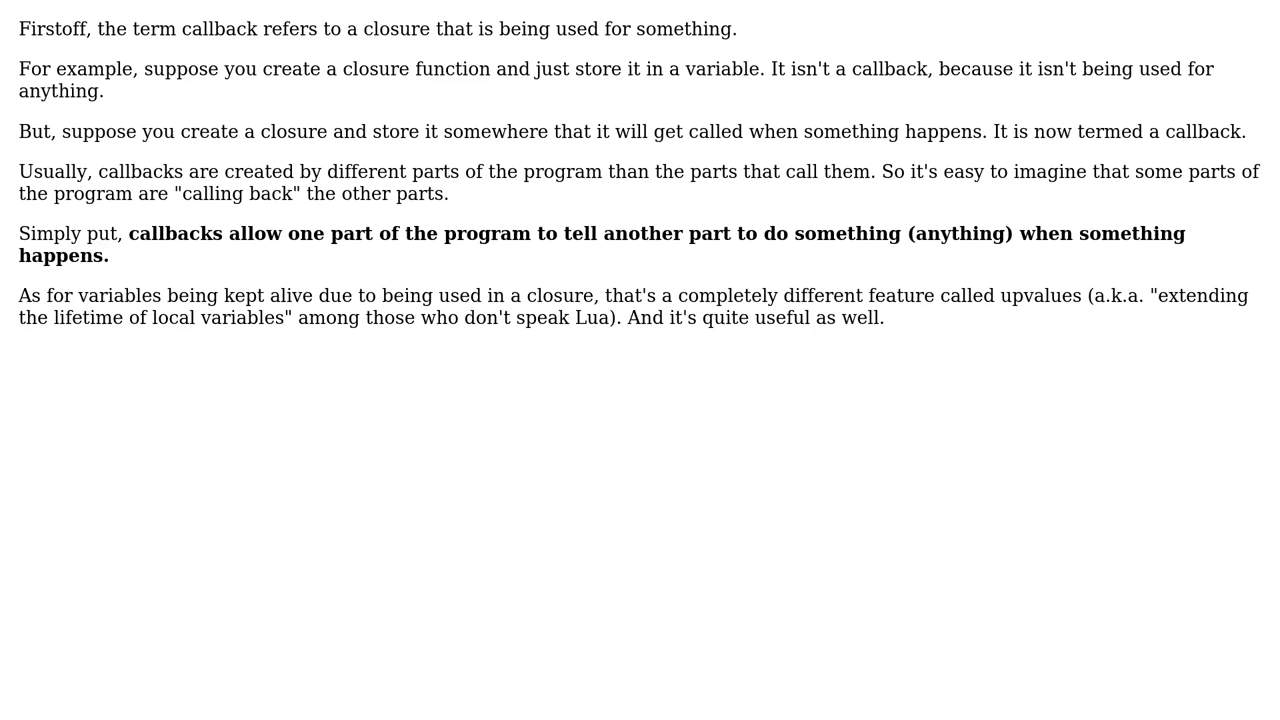 Firstoff, the term callback refers to a closure that is being used for something.
For example, suppose you create a closure function and just store it in a variable. It isn't a callback, because it isn't being used for
anything.
But, suppose you create a closure and store it somewhere that it will get called when something happens. It is now termed a callback.
Usually, callbacks are created by different parts of the program than the parts that call them. So it's easy to imagine that some parts of
the program are "calling back" the other parts.
Simply put, callbacks allow one part of the program to tell another part to do something (anything) when something
happens.
As for variables being kept alive due to being used in a closure, that's a completely different feature called upvalues (a.k.a. "extending
the lifetime of local variables" among those who don't speak Lua). And it's quite useful as well.